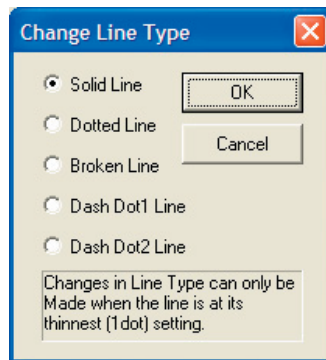 Change Line Type
Solid Line
OK
Dotted Line
Cancel
Broken Line
Dash Dot1 Line
Dash Dot2 Line
Changes in Line Type can only be
Made when the line is at its
thinnest (1dot) setting.